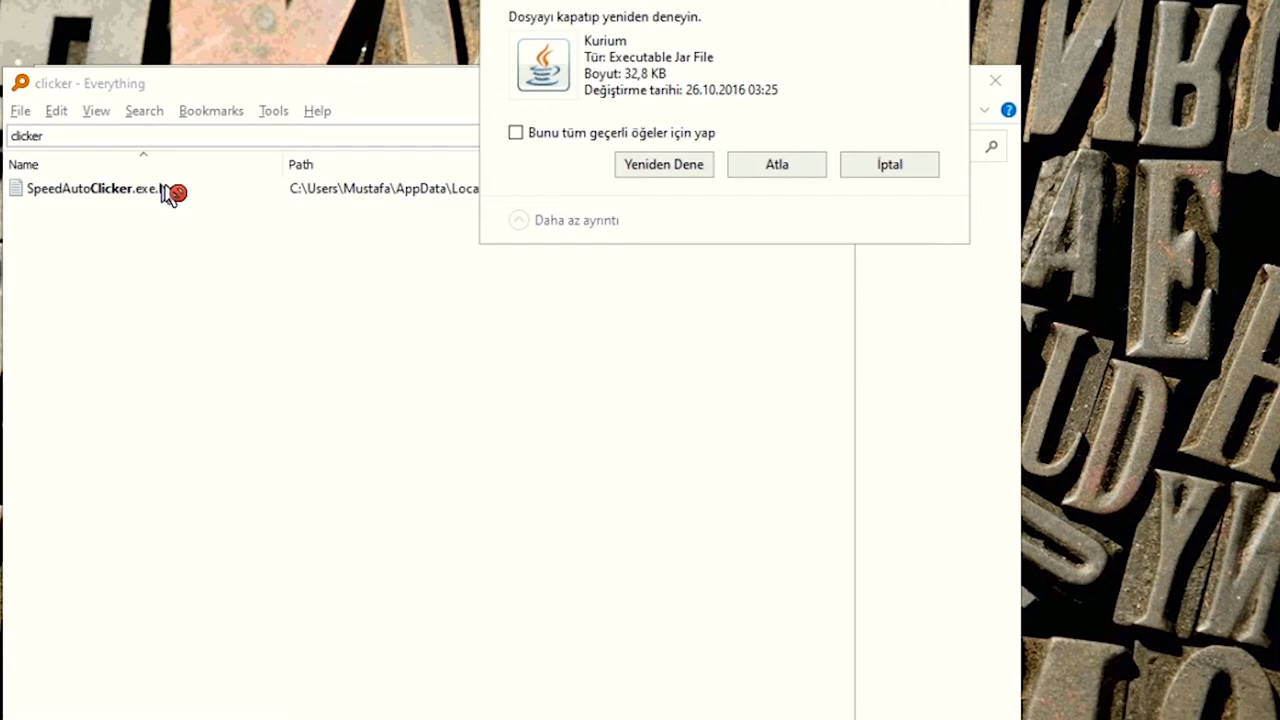 Dosyayı kapatıp yeniden deneyin.
Kurium
Tür: Executable Jar File
Boyut: 32,8 KB
Değiştirme tarihi: 26.10.2016 03:25
Bunu tüm geçerli öğeler için yap
Yeniden Dene Atla İptal
Daha az ayrıntı
clicker - Everything
File Edit View Search Bookmarks Tools Help
clicker
Name Path
SpeedAutoClicker.exe. C:\Users\Mustafa\AppData\Loca